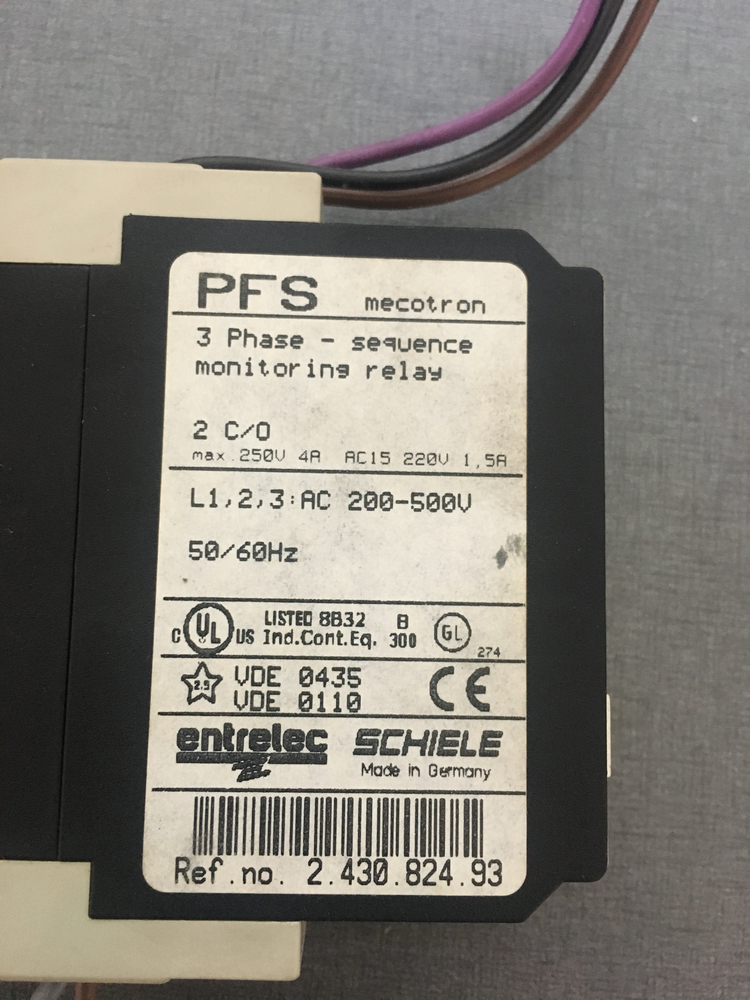 PFS mecotron
3 Phase - sequence
monitoring relay
2 C/O
max. 250V 4A AC15 220V 1,5A
L1,2,3:AC 200-500V
50/60Hz
C UL US LISTED 8B32 B GL
Ind.Cont.Eq. 300
274
2.5 VDE 0435 CE
VDE 0110
entrelec SCHIELE
Made in Germany
Ref.no. 2.430.824.93